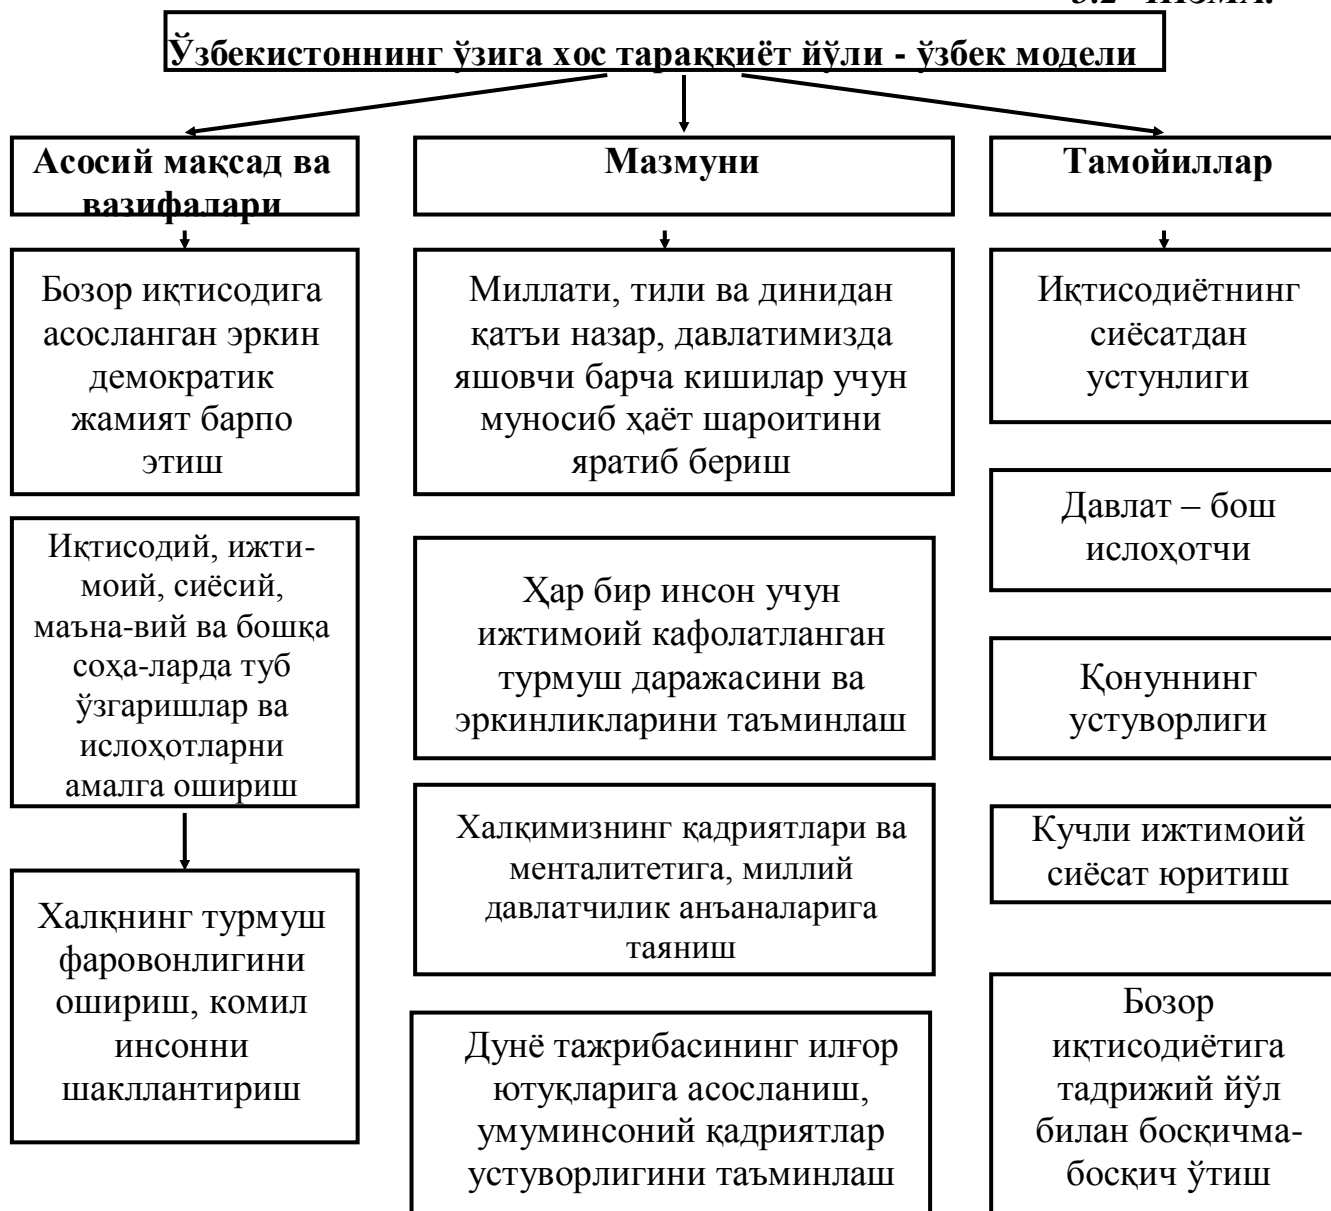 Ўзбекистоннинг ўзига хос тараққиёт йўли - ўзбек модели
Асосий мақсад ва
вазифалари
Бозор иқтисодига
асосланган эркин
демократик
жамият барпо
этиш
Иқтисодий, ижти-
моий, сиёсий,
маъна-вий ва бошқа
соҳа-ларда туб
ўзгаришлар ва
ислоҳотларни
амалга ошириш
Халқнинг турмуш
фаровонлигини
ошириш, комил
инсонни
шакллантириш
Мазмуни
Миллати, тили ва динидан
қатъи назар, давлатимизда
яшовчи барча кишилар учун
муносиб ҳаёт шароитини
яратиб бериш
Ҳар бир инсон учун
ижтимоий кафолатланган
турмуш даражасини ва
эркинликларини таъминлаш
Халқимизнинг қадриятлари ва
менталитетига, миллий
давлатчилик анъаналарига
таяниш
Дунё тажрибасининг илғор
ютуқларига асосланиш,
умуминсоний қадриятлар
устуворлигини таъминлаш
Тамойиллар
Иқтисодиётнинг
сиёсатдан
устунлиги
Давлат – бош
ислоҳотчи
Қонуннинг
устуворлиги
Кучли ижтимоий
сиёсат юритиш
Бозор
иқтисодиётига
тадрижий йўл
билан босқичма-
босқич ўтиш